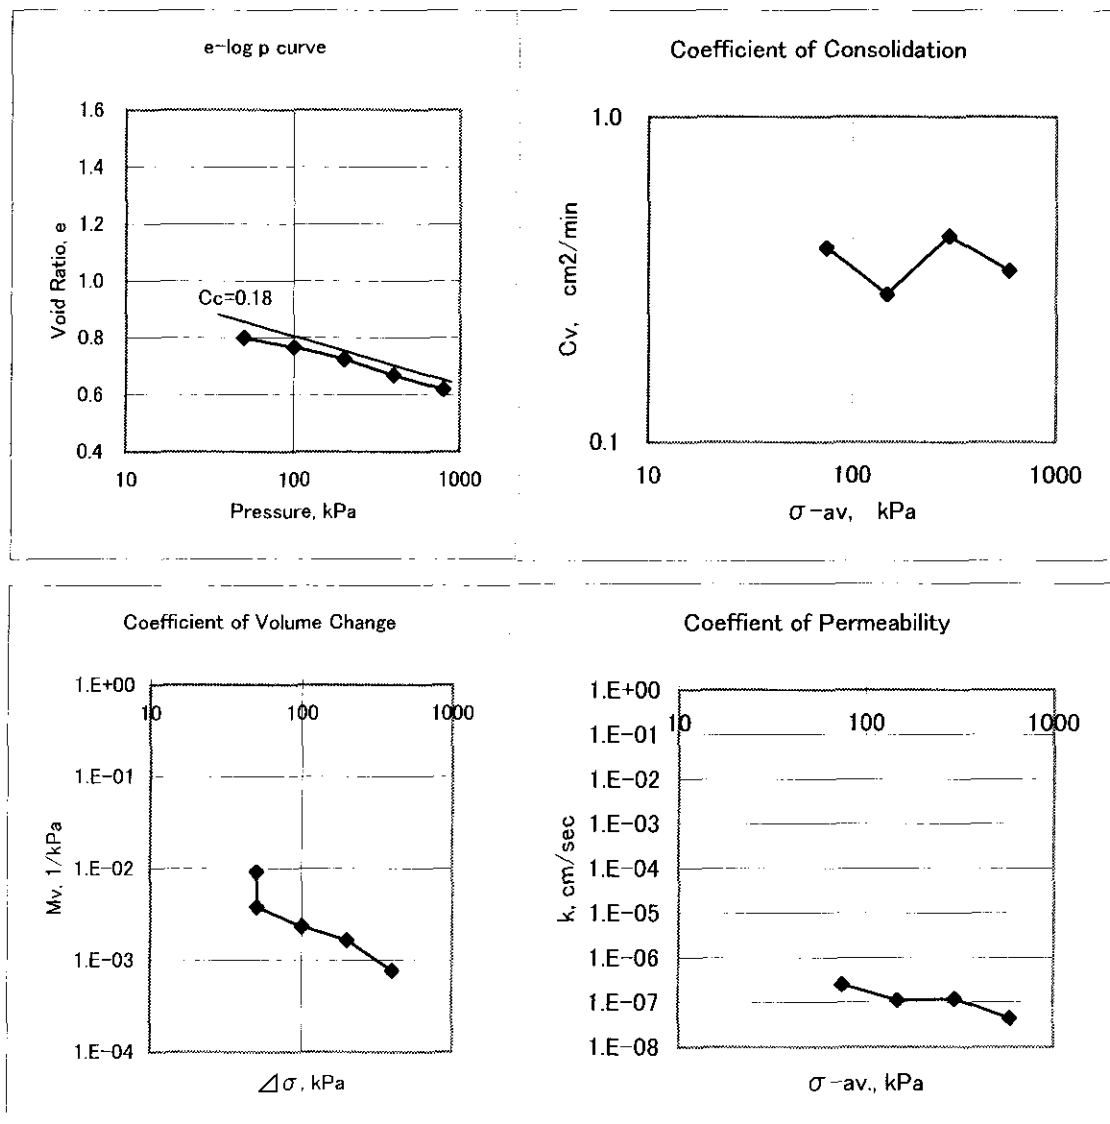 e-log p curve
1.6
1.4
1.2
1.0
0.8
0.6
0.4
Void Ratio, e
Cc=0.18
10
100
1000
Pressure, kPa
Coefficient of Consolidation
1.0
0.1
Cv, cm2/min
10
100
1000
σ-av, kPa
Coefficient of Volume Change
1.E+00
1.E-01
1.E-02
1.E-03
1.E-04
10
100
1000
Mv, 1/kPa
⊿σ, kPa
Coeffient of Permeability
1.E+00
1.E-01
1.E-02
1.E-03
1.E-04
1.E-05
1.E-06
1.E-07
1.E-08
10
100
1000
k, cm/sec
σ-av., kPa